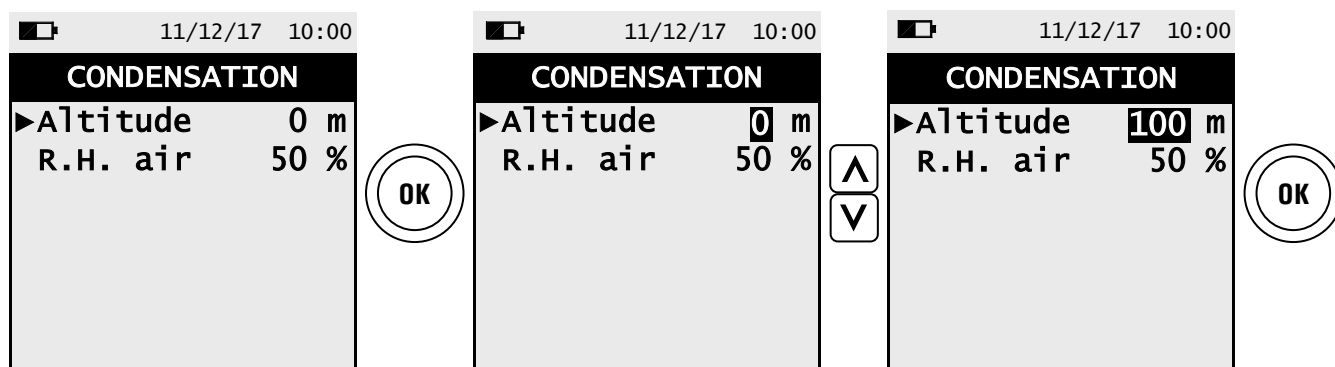 11/12/17 10:00
CONDENSATION
►Altitude 0 m
R.H. air 50 %
OK
11/12/17 10:00
CONDENSATION
►Altitude 0 m
R.H. air 50 %
11/12/17 10:00
CONDENSATION
►Altitude 100 m
R.H. air 50 %
OK